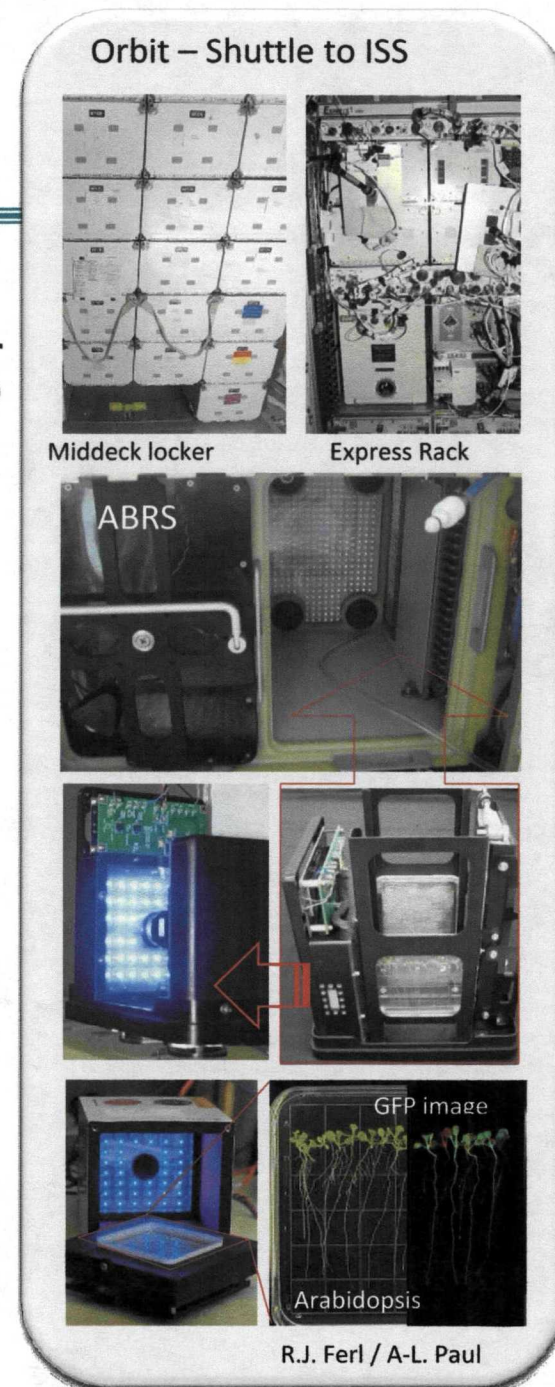 Orbit – Shuttle to ISS
Middeck locker
Express Rack
ABRS
GFP image
Arabidopsis
R.J. Ferl / A-L. Paul